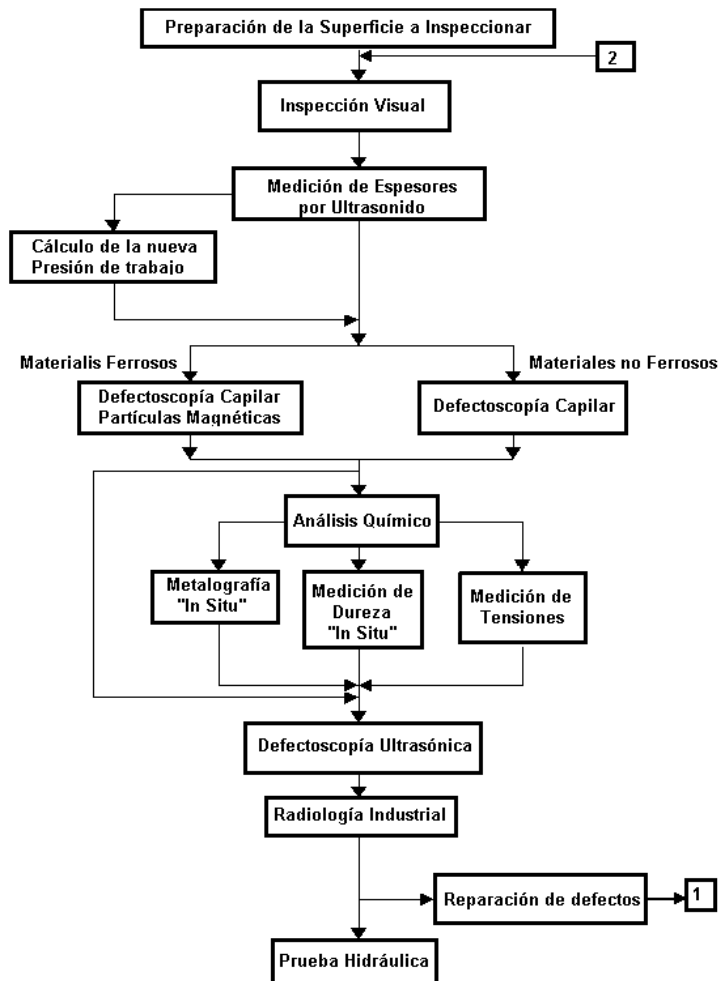 Preparación de la Superficie a Inspeccionar
2
Inspección Visual
Medición de Espesores
por Ultrasonido
Cálculo de la nueva
Presión de trabajo
Materialis Ferrosos
Materiales no Ferrosos
Defectoscopía Capilar
Partículas Magnéticas
Defectoscopía Capilar
Análisis Químico
Metalografía
"In Situ"
Medición de
Dureza
"In Situ"
Medición de
Tensiones
Defectoscopía Ultrasónica
Radiología Industrial
Reparación de defectos
1
Prueba Hidráulica